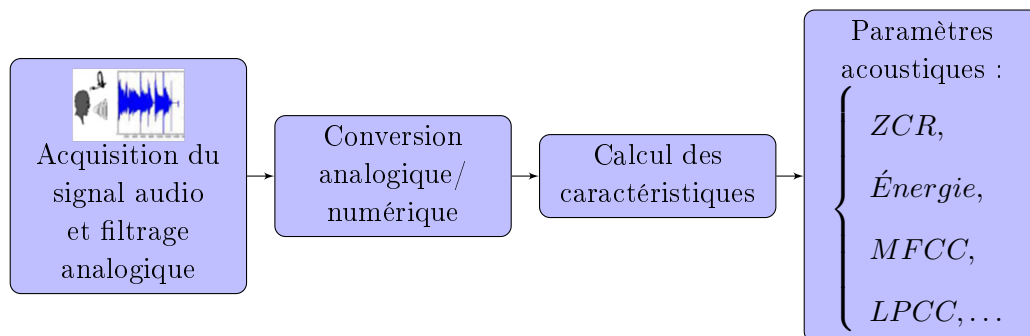 Acquisition du
signal audio
et filtrage
analogique
Conversion
analogique/
numérique
Calcul des
caractéristiques
Paramètres
acoustiques :
ZCR,
Énergie,
MFCC,
LPCC, ...